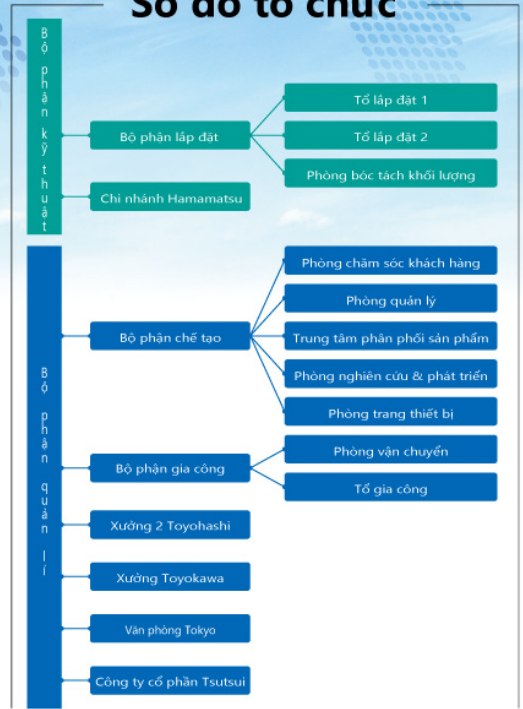 Sơ đồ tổ chức
Bộ phận kỹ thuật
Bộ phận lắp đặt
Tổ lắp đặt 1
Tổ lắp đặt 2
Phòng bóc tách khối lượng
Chi nhánh Hamamatsu
Bộ phận quản lí
Bộ phận chế tạo
Phòng chăm sóc khách hàng
Phòng quản lý
Trung tâm phân phối sản phẩm
Phòng nghiên cứu & phát triển
Phòng trang thiết bị
Bộ phận gia công
Phòng vận chuyển
Tổ gia công
Xưởng 2 Toyohashi
Xưởng Toyokawa
Văn phòng Tokyo
Công ty cổ phần Tsutsui